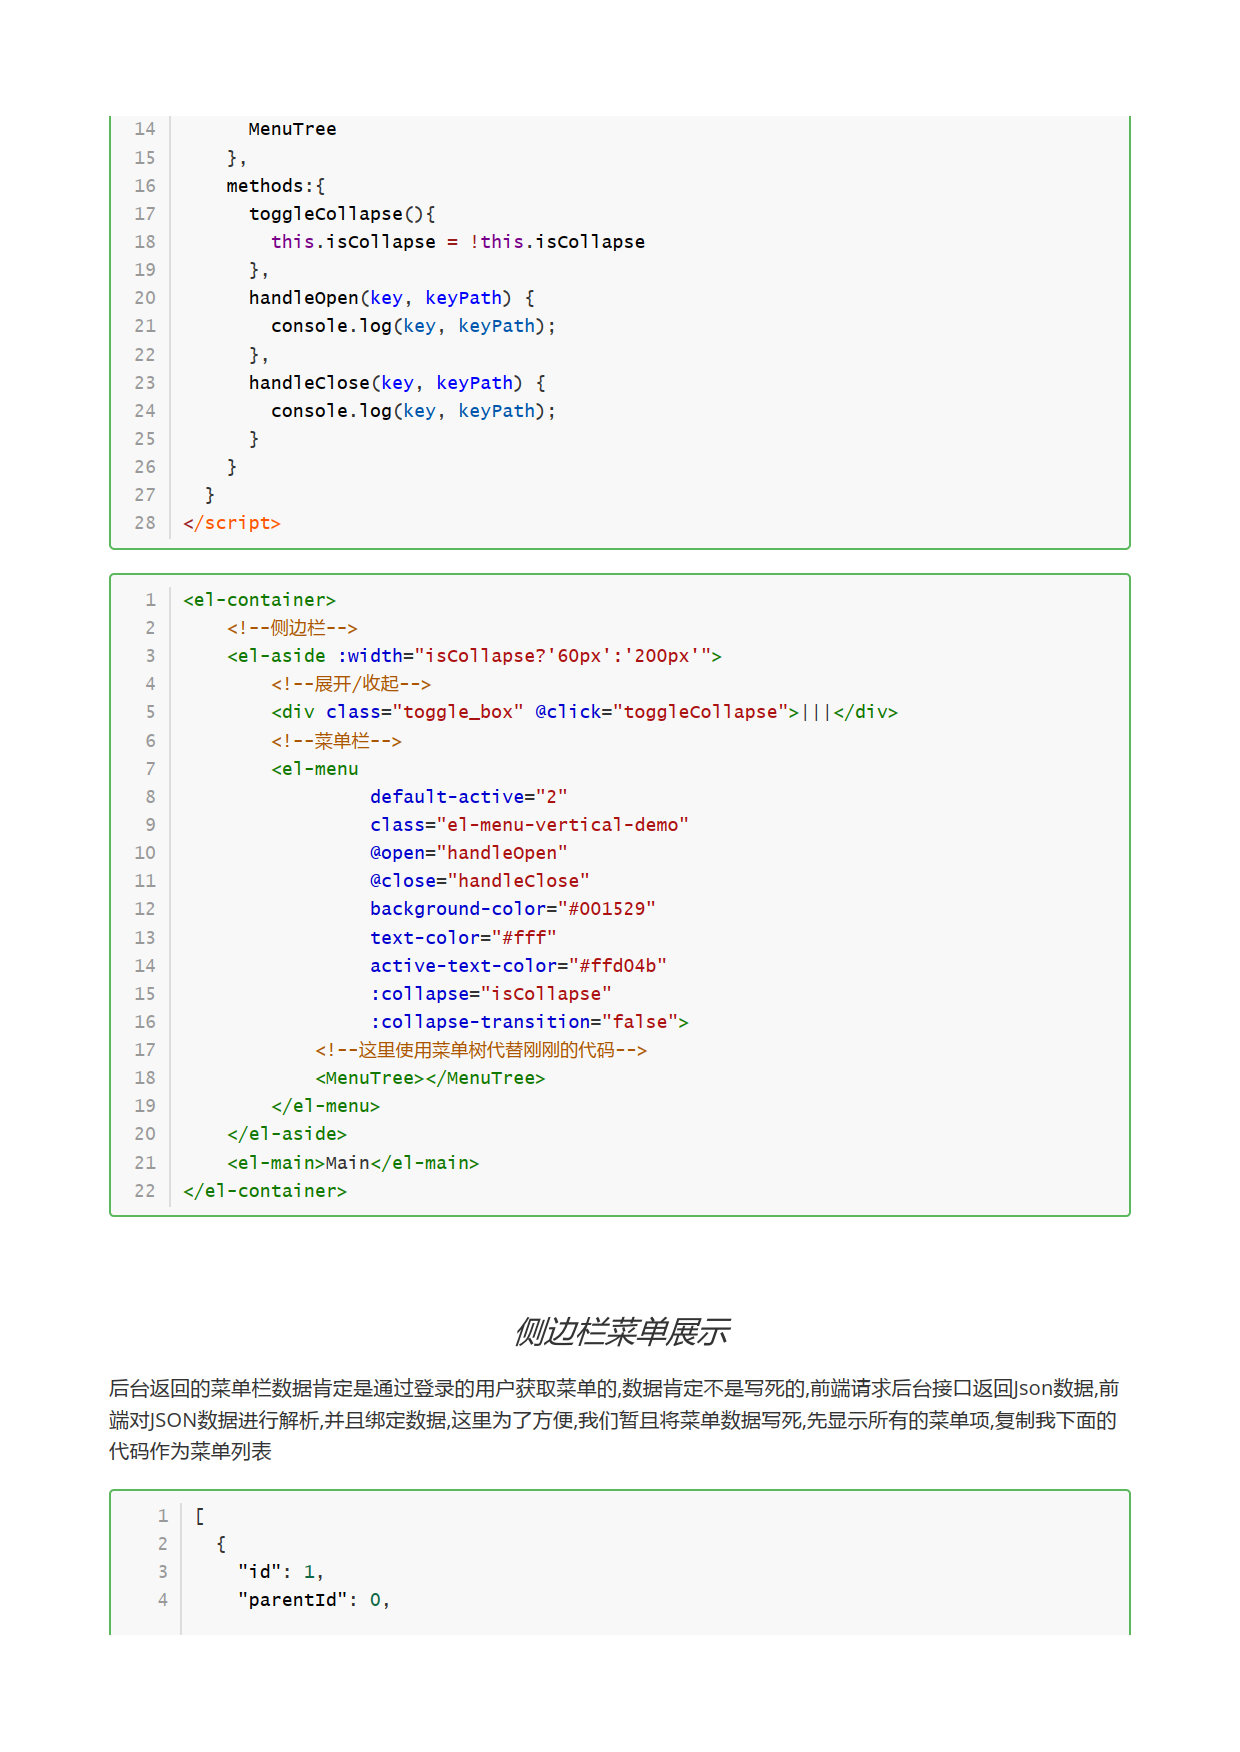 14 MenuTree
15 },
16 methods:{
17 toggleCollapse(){
18 this.isCollapse = !this.isCollapse
19 },
20 handleOpen(key, keyPath) {
21 console.log(key, keyPath);
22 },
23 handleClose(key, keyPath) {
24 console.log(key, keyPath);
25 }
26 }
27 }
28 </script>
1 <el-container>
2 <!--侧边栏-->
3 <el-aside :width="isCollapse?'60px':'200px'">
4 <!--展开/收起-->
5 <div class="toggle_box" @click="toggleCollapse">|||</div>
6 <!--菜单栏-->
7 <el-menu
8 default-active="2"
9 class="el-menu-vertical-demo"
10 @open="handleOpen"
11 @close="handleClose"
12 background-color="#001529"
13 text-color="#fff"
14 active-text-color="#ffd04b"
15 :collapse="isCollapse"
16 :collapse-transition="false">
17 <!--这里使用菜单树代替刚刚的代码-->
18 <MenuTree></MenuTree>
19 </el-menu>
20 </el-aside>
21 <el-main>Main</el-main>
22 </el-container>
侧边栏菜单展示
后台返回的菜单栏数据肯定是通过登录的用户获取菜单的,数据肯定不是写死的,前端请求后台接口返回Json数据,前
端对JSON数据进行解析,并且绑定数据,这里为了方便,我们暂且将菜单数据写死,先显示所有的菜单项,复制我下面的
代码作为菜单列表
1 [
2 {
3 "id": 1,
4 "parentId": 0,